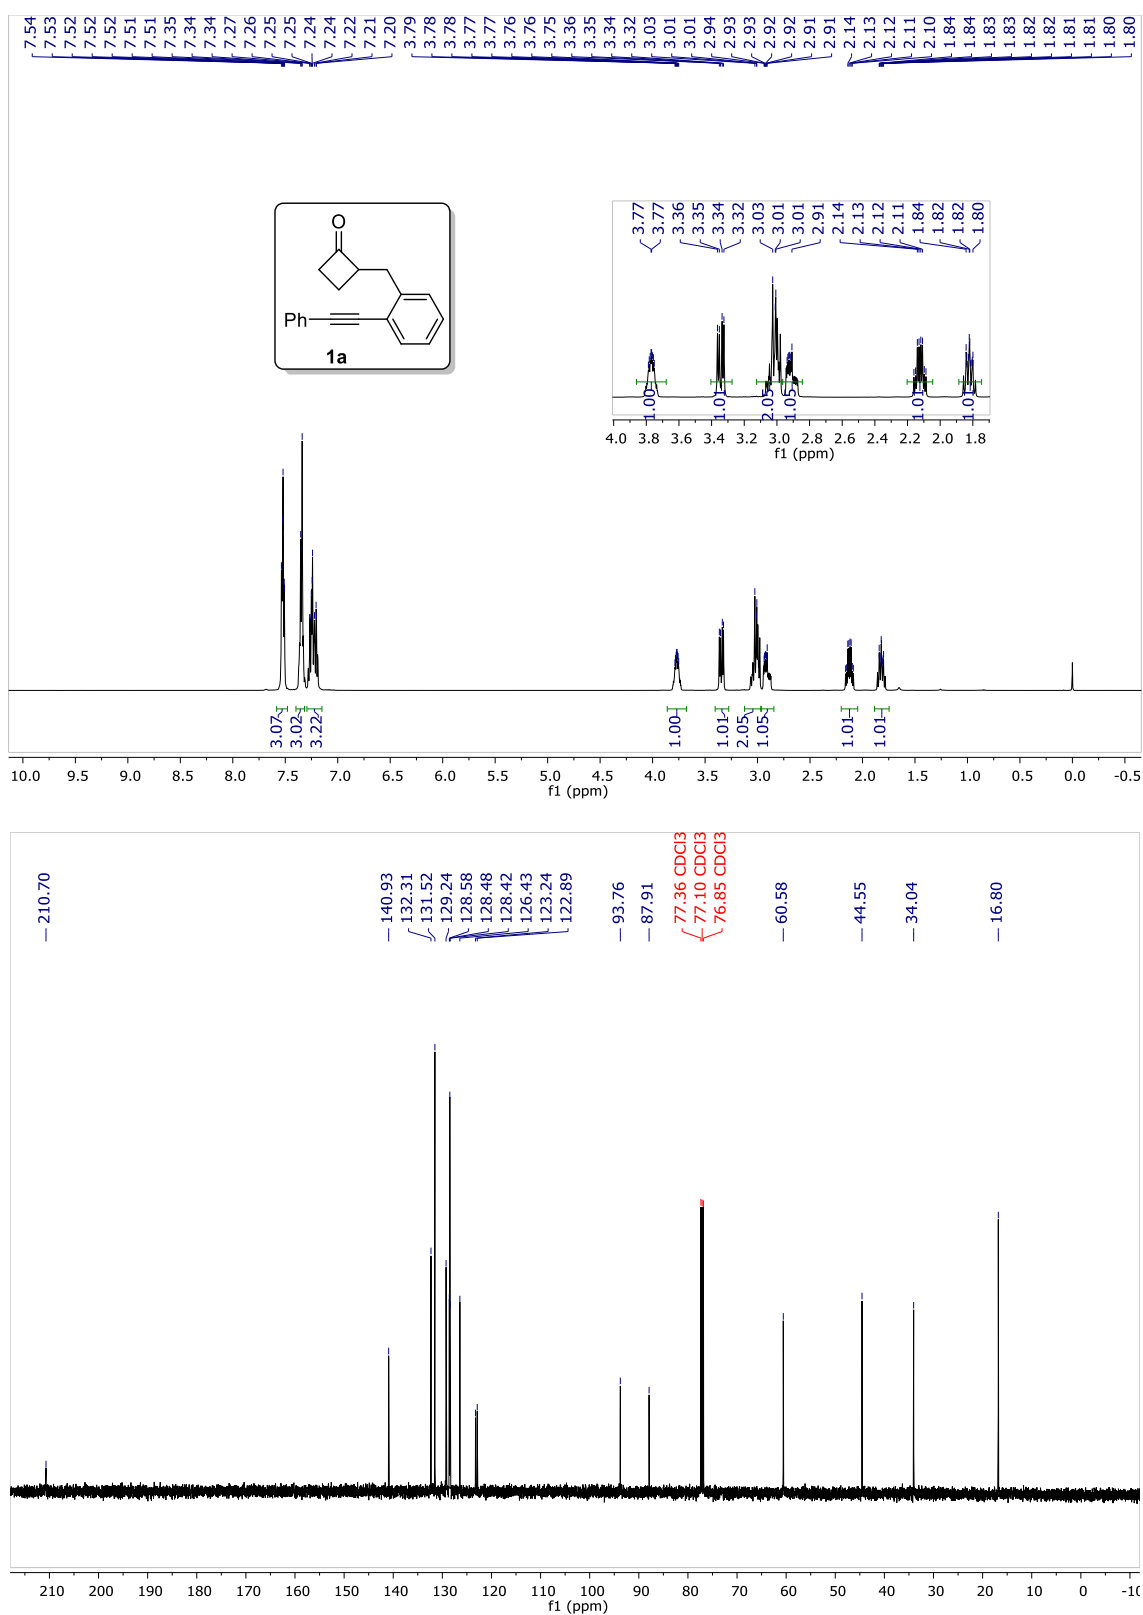 7.54 7.53 7.52 7.52 7.52 7.51 7.51 7.35 7.34 7.34 7.27 7.26 7.25 7.25 7.24 7.24 7.22 7.21 7.20 3.79 3.78 3.78 3.77 3.77 3.76 3.76 3.75 3.36 3.35 3.34 3.32 3.03 3.01 3.01 2.94 2.93 2.93 2.92 2.92 2.91 2.91 2.14 2.13 2.12 2.11 2.10 1.84 1.84 1.83 1.83 1.82 1.82 1.81 1.81 1.80 1.80
3.77 3.77 3.36 3.35 3.34 3.32 3.03 3.01 3.01 2.91 2.14 2.13 2.12 2.11 1.84 1.82 1.82 1.80
O
Ph
1a
1.00 1.01 2.05 1.05 1.01 1.01
4.0 3.8 3.6 3.4 3.2 3.0 2.8 2.6 2.4 2.2 2.0 1.8
f1 (ppm)
3.07 3.02 3.22 1.00 1.01 2.05 1.05 1.01 1.01
10.0 9.5 9.0 8.5 8.0 7.5 7.0 6.5 6.0 5.5 5.0 4.5 4.0 3.5 3.0 2.5 2.0 1.5 1.0 0.5 0.0 -0.5
f1 (ppm)
210.70 140.93 132.31 131.52 129.24 128.58 128.48 128.42 126.43 123.24 122.89 93.76 87.91 77.36 CDCl3 77.10 CDCl3 76.85 CDCl3 60.58 44.55 34.04 16.80
210 200 190 180 170 160 150 140 130 120 110 100 90 80 70 60 50 40 30 20 10 0 -10
f1 (ppm)